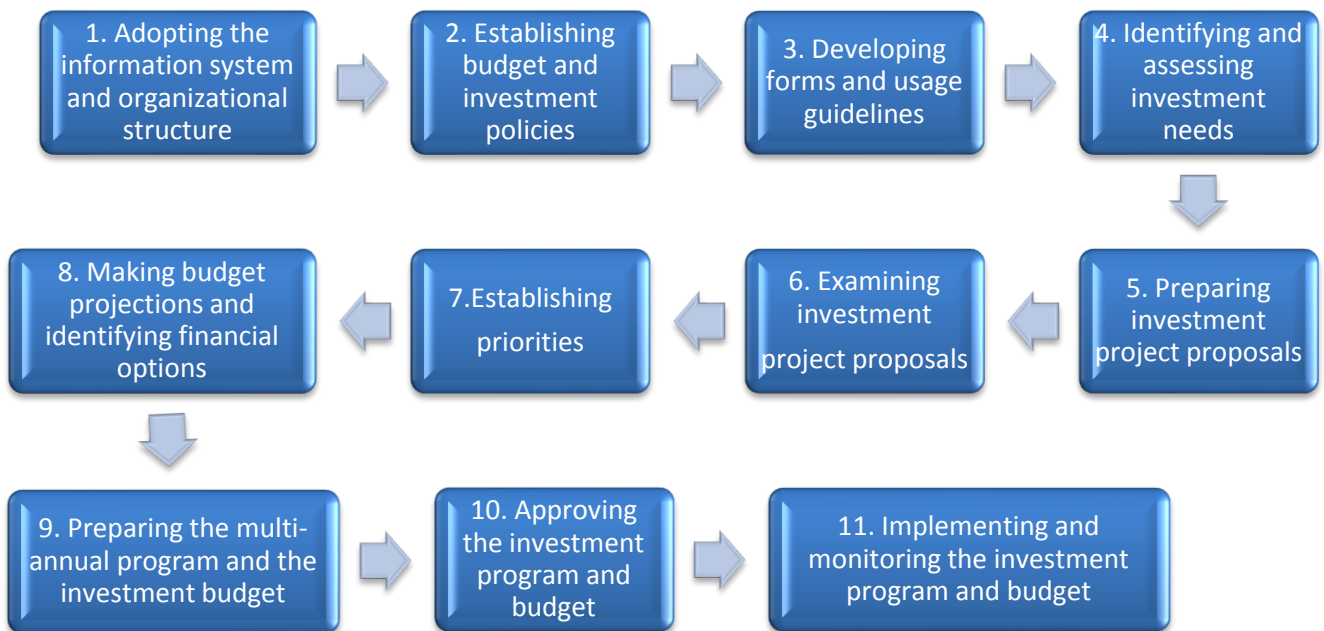 1. Adopting the
information system
and organizational
structure
2. Establishing
budget and
investment
policies
3. Developing
forms and usage
guidelines
4. Identifying and
assessing
investment
needs
5. Preparing
investment
project proposals
6. Examining
investment
project proposals
7.Establishing
priorities
8. Making budget
projections and
identifying financial
options
9. Preparing the multi-
annual program and the
investment budget
10. Approving
the investment
program and
budget
11. Implementing and
monitoring the investment
program and budget